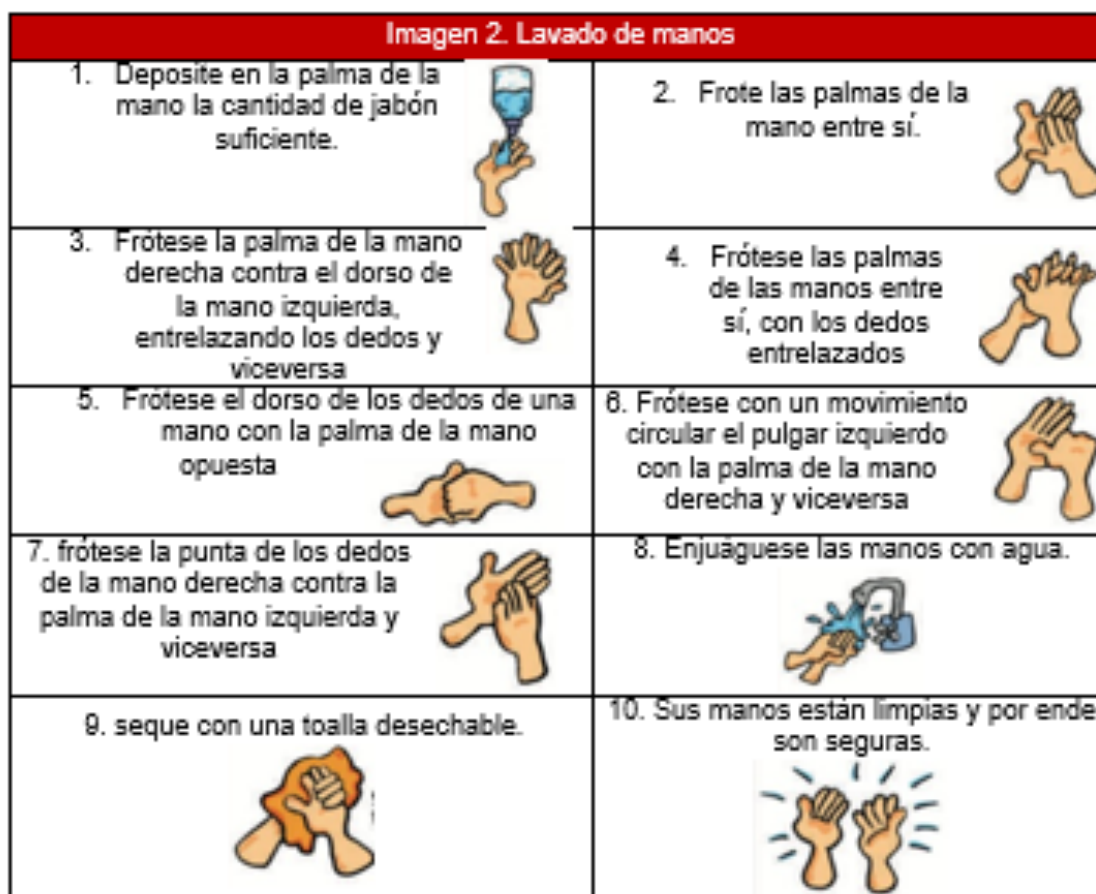 Imagen 2. Lavado de manos
1. Deposite en la palma de la
mano la cantidad de jabón
suficiente.
2. Frote las palmas de la
mano entre sí.
3. Frótese la palma de la mano
derecha contra el dorso de
la mano izquierda,
entrelazando los dedos y
viceversa
4. Frótese las palmas
de las manos entre
sí, con los dedos
entrelazados
5. Frótese el dorso de los dedos de una
mano con la palma de la mano
opuesta
6. Frótese con un movimiento
circular el pulgar izquierdo
con la palma de la mano
derecha y viceversa
7. frótese la punta de los dedos
de la mano derecha contra la
palma de la mano izquierda y
viceversa
8. Enjuáguese las manos con agua.
9. seque con una toalla desechable.
10. Sus manos están limpias y por ende
son seguras.